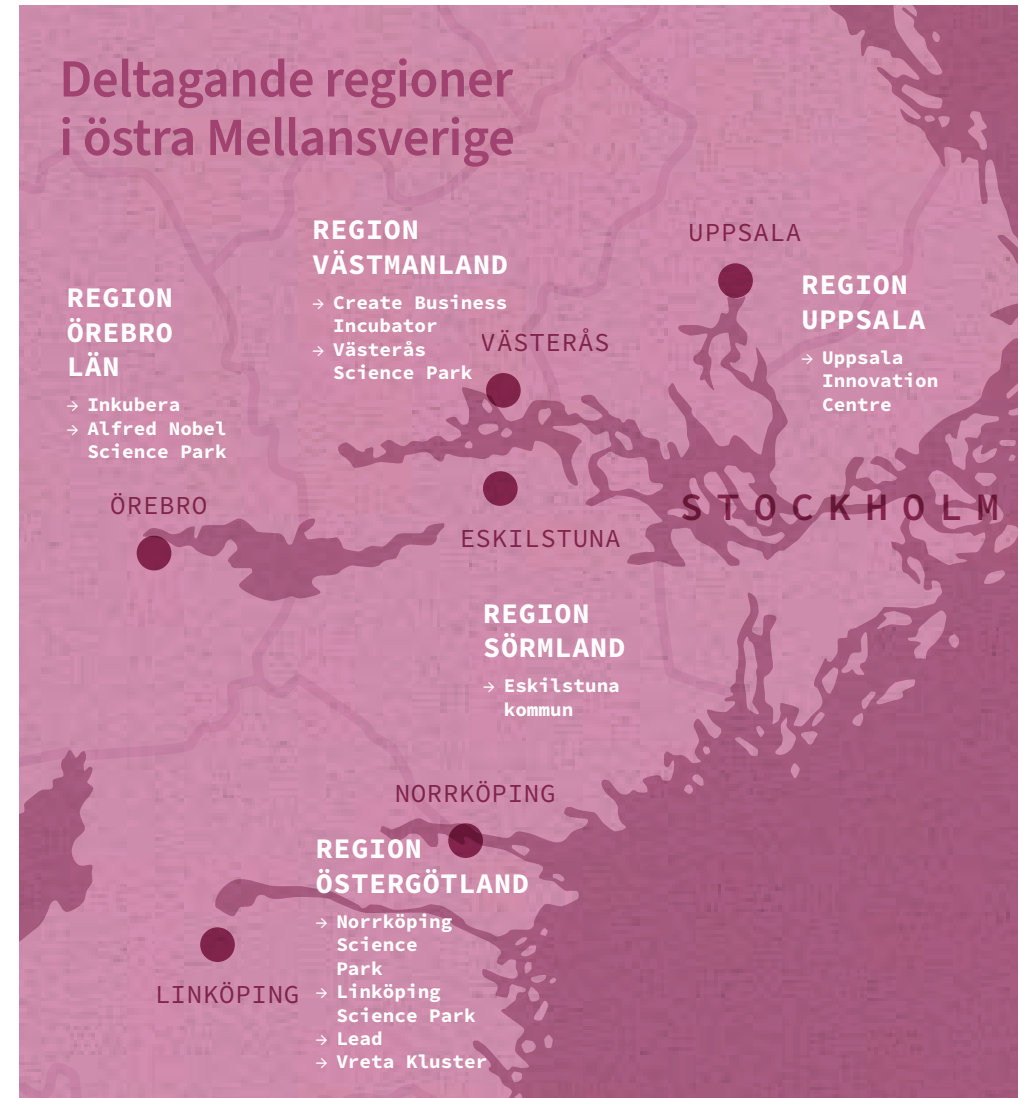 Deltagande regioner
i östra Mellansverige
REGION
VÄSTMANLAND
→ Create Business
Incubator
→ Västerås
Science Park
VÄSTERÅS
UPPSALA
REGION
UPPSALA
→ Uppsala
Innovation
Centre
REGION
ÖREBRO
LÄN
→ Inkubera
→ Alfred Nobel
Science Park
ÖREBRO
STOCKHOLM
ESKILSTUNA
REGION
SÖRMLAND
→ Eskilstuna
kommun
NORRKÖPING
REGION
ÖSTERGÖTLAND
→ Norrköping
Science
Park
→ Linköping
Science Park
→ Lead
→ Vreta Kluster
LINKÖPING